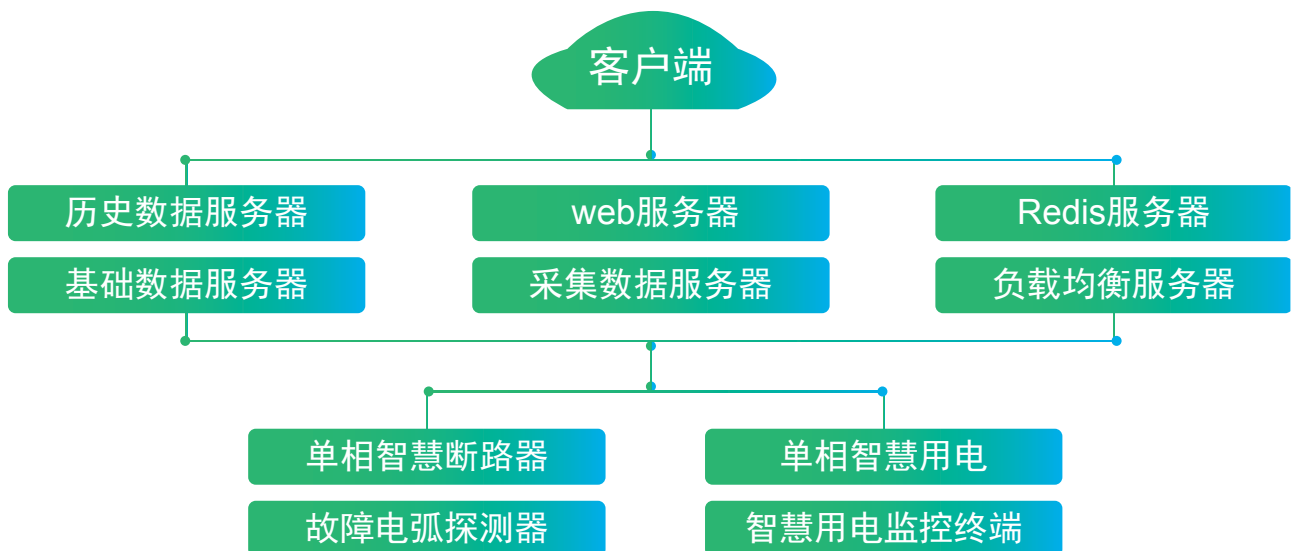 客户端
历史数据服务器
web服务器
Redis服务器
基础数据服务器
采集数据服务器
负载均衡服务器
单相智慧断路器
单相智慧用电
故障电弧探测器
智慧用电监控终端